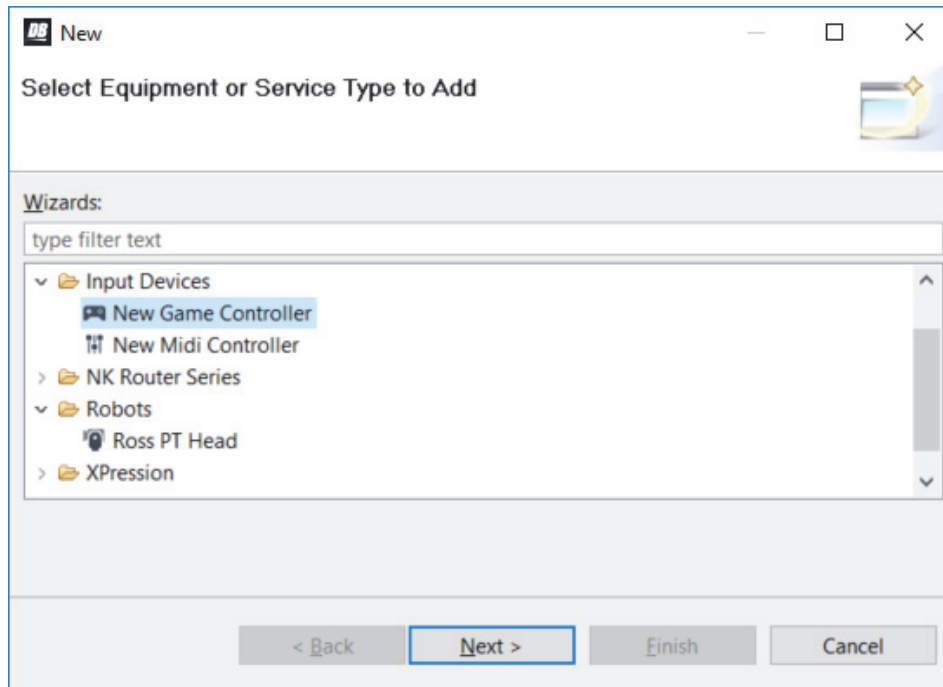 DB New
Select Equipment or Service Type to Add
Wizards:
type filter text
Input Devices
New Game Controller
New Midi Controller
NK Router Series
Robots
Ross PT Head
XPression
< Back Next > Finish Cancel